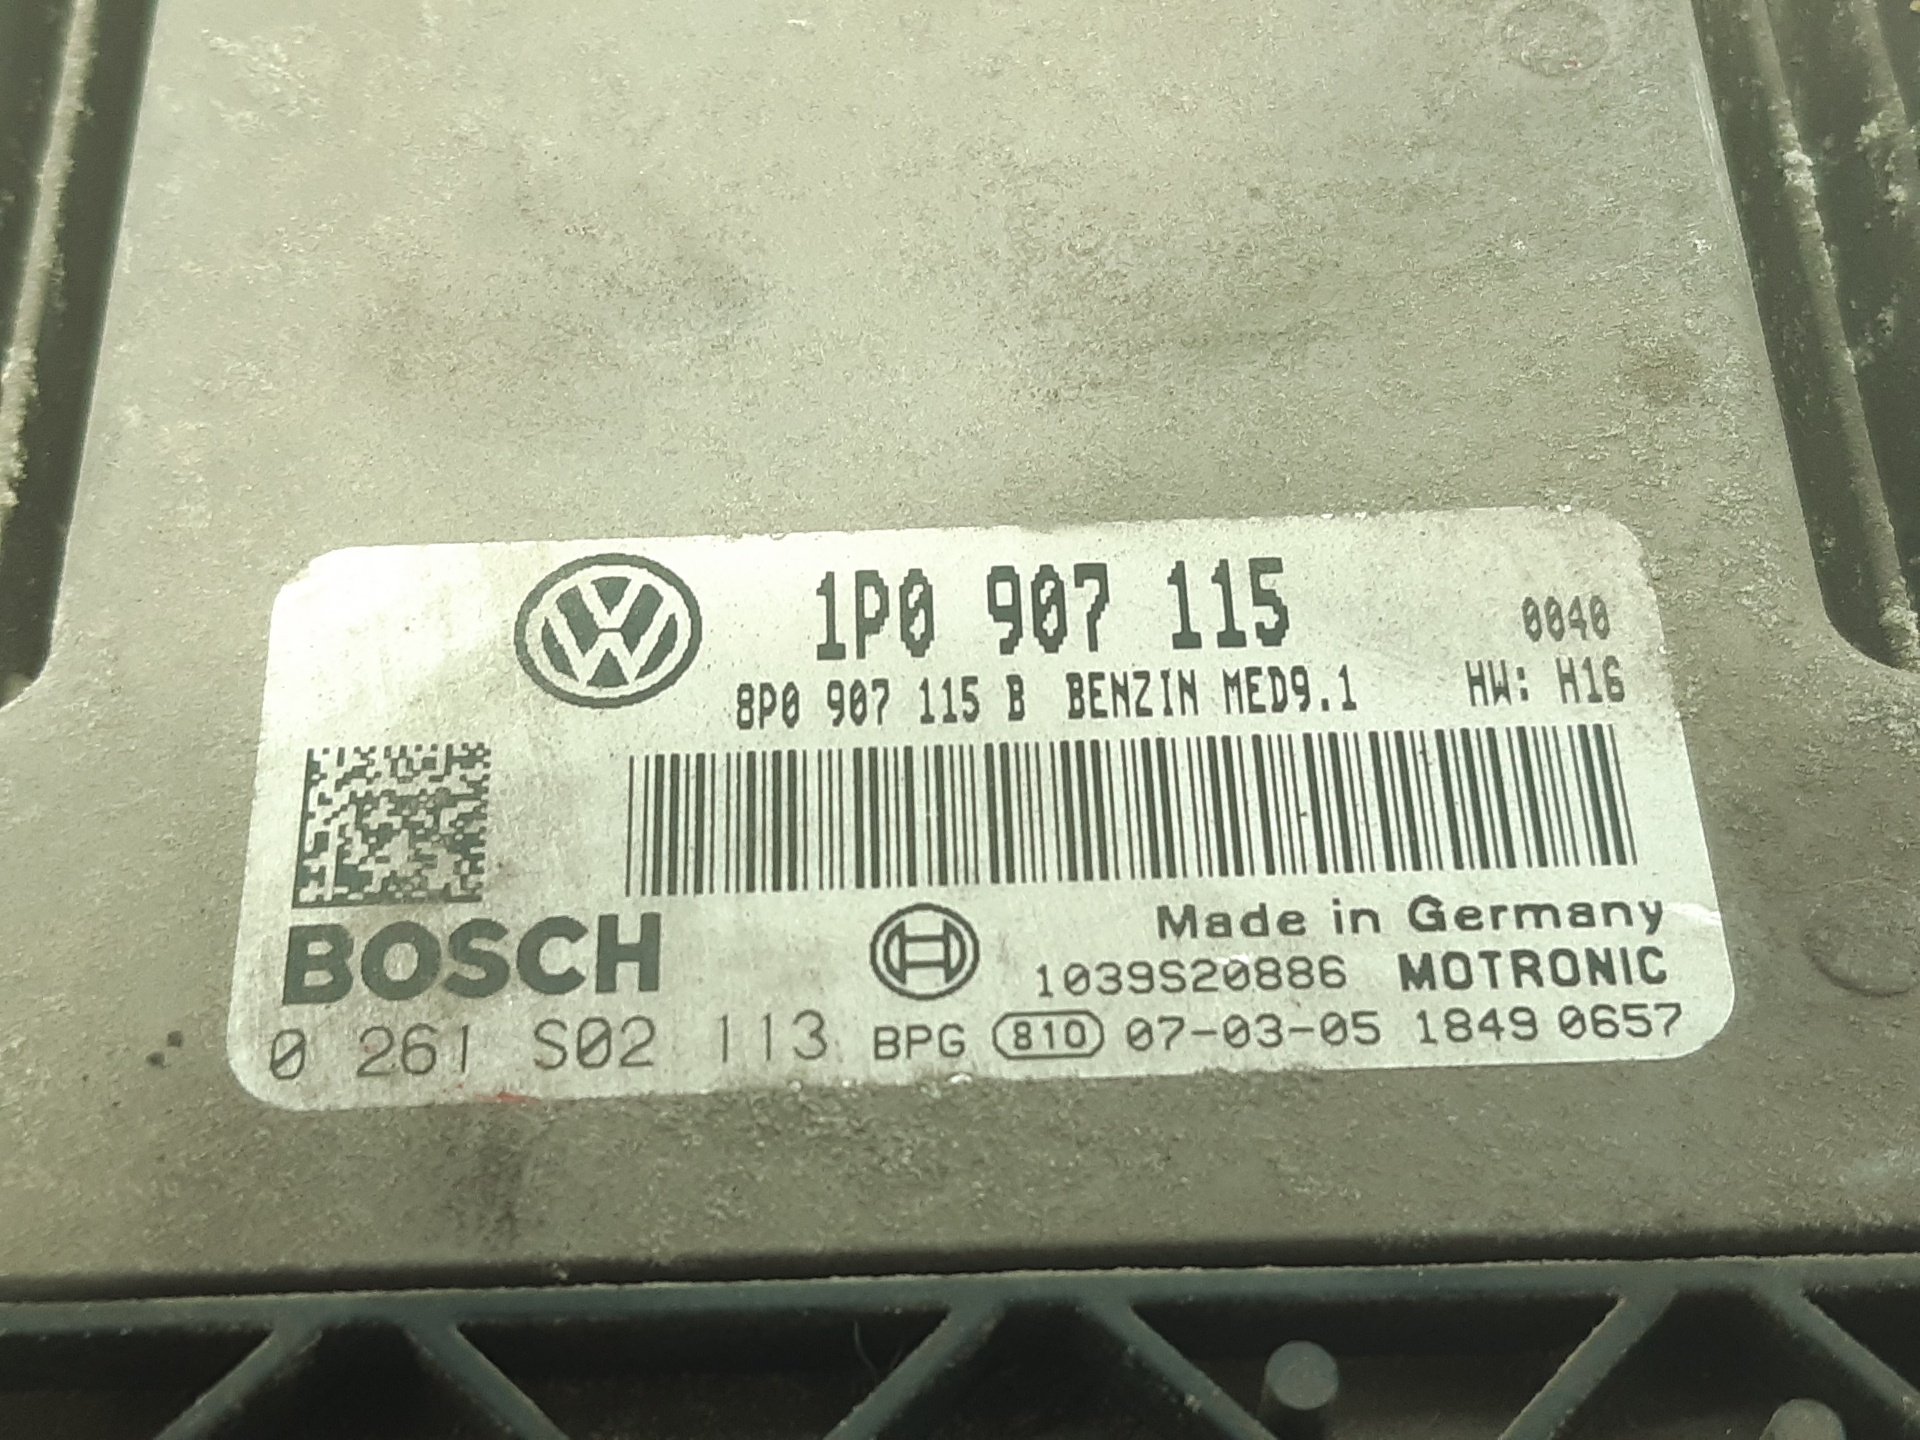 1P0 907 115
0040
8P0 907 115 B BENZIN MED9.1 HW: H16
BOSCH
Made in Germany
1039S20886 MOTRONIC
0 261 S02 113 BPG 810 07-03-05 1849 0657